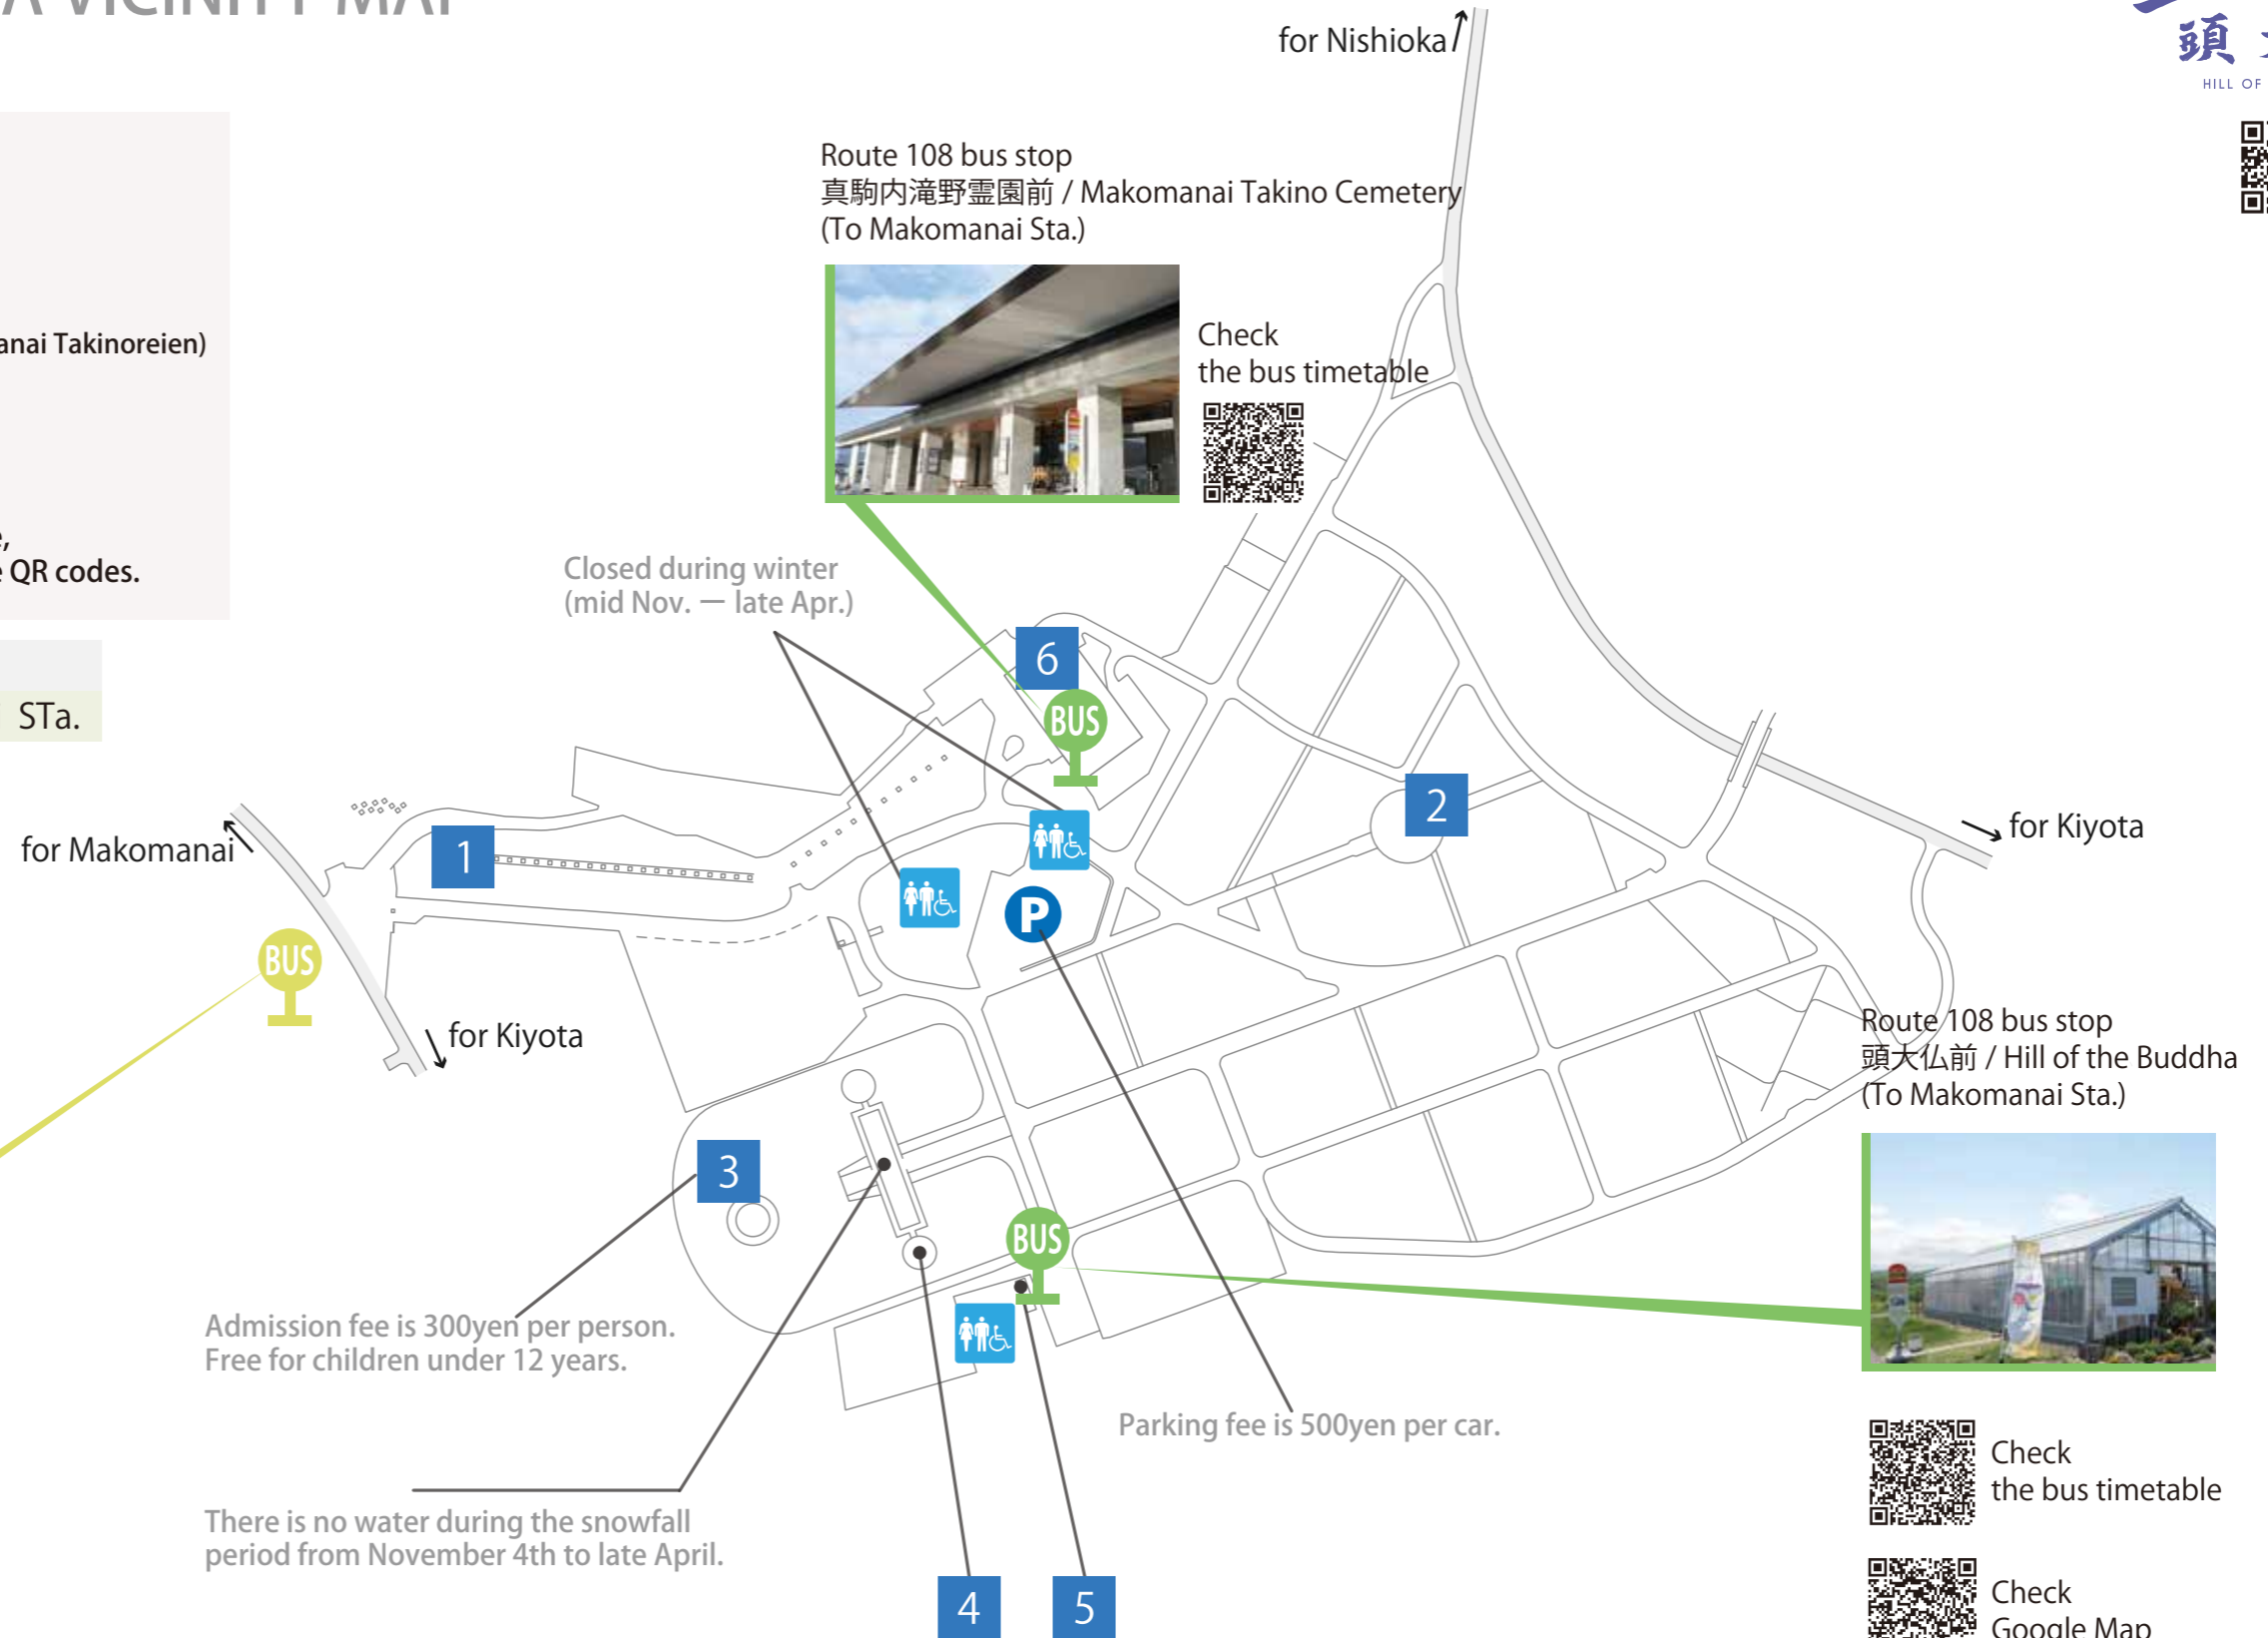 A VICINITY MAP
for Nishioka
頭
HILL OF
Route 108 bus stop
真駒内滝野霊園前 / Makomanai Takino Cemetery
(To Makomanai Sta.)
anai Takinoreien)
Check
the bus timetable
e,
e QR codes.
Closed during winter
(mid Nov. — late Apr.)
6
BUS
STa.
2
for Makomanai
for Kiyota
1
P
BUS
for Kiyota
Route 108 bus stop
頭大仏前 / Hill of the Buddha
(To Makomanai Sta.)
3
BUS
Admission fee is 300yen per person.
Free for children under 12 years.
Parking fee is 500yen per car.
Check
the bus timetable
There is no water during the snowfall
period from November 4th to late April.
4
5
Check
Google Map